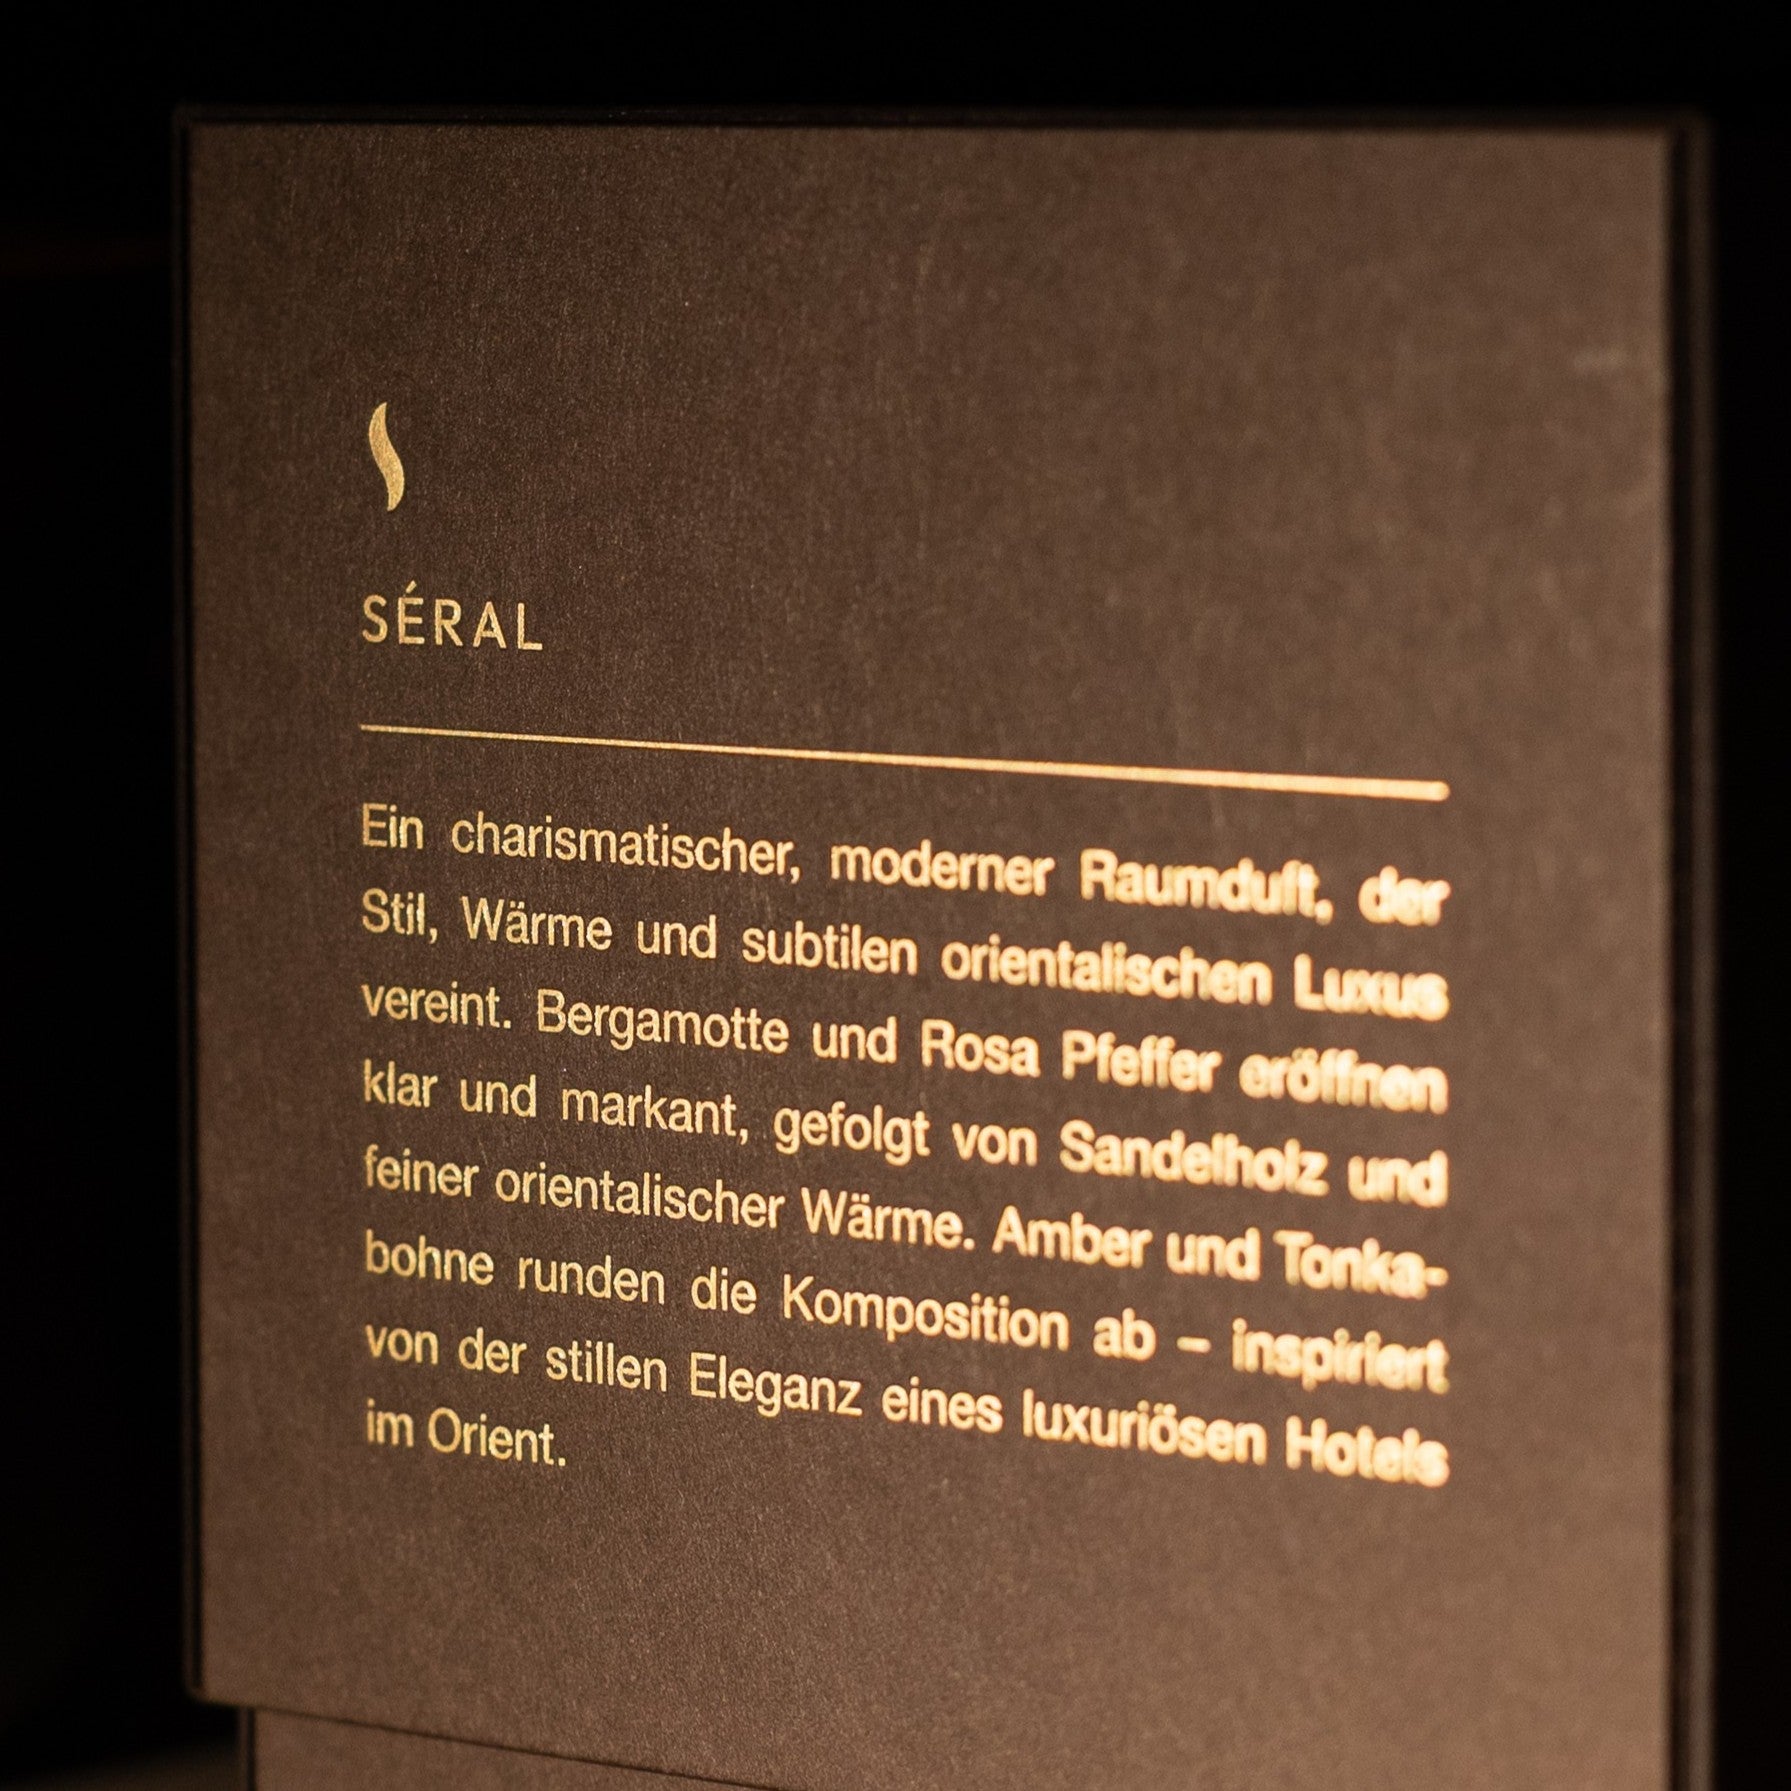 SÉRAL
Ein charismatischer, moderner Raumduft, der
Stil, Wärme und subtilen orientalischen Luxus
vereint. Bergamotte und Rosa Pfeffer eröffnen
klar und markant, gefolgt von Sandelholz und
feiner orientalischer Wärme. Amber und Tonka-
bohne runden die Komposition ab – inspiriert
von der stillen Eleganz eines luxuriösen Hotels
im Orient.